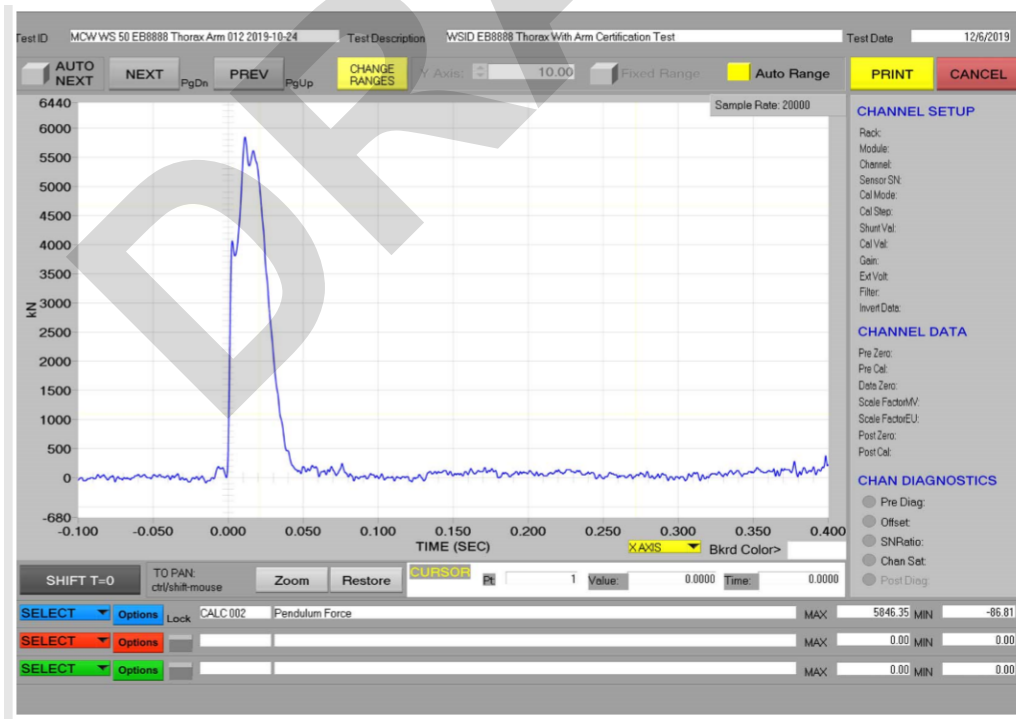 Test ID MCW WS 50 EB8888 Thorax Arm 012 2019-10-24 Test Description WSID EB8888 Thorax With Arm Certification Test Test Date 12/6/2019
AUTO NEXT NEXT PgDn PREV PgUp CHANGE RANGES Y Axis: 10.00 Fixed Range Auto Range PRINT CANCEL
Sample Rate: 20000
6440
6000
5500
5000
4500
4000
3500
3000
2500
2000
1500
1000
500
0
-680
kN
-0.100 -0.050 0.000 0.050 0.100 0.150 0.200 0.250 0.300 0.350 0.400
TIME (SEC)
X AXIS Bkrd Color>
CHANNEL SETUP
Rack:
Module:
Channel:
Sensor SN:
Cal Mode:
Cal Step:
Shunt Val:
Cal Val:
Gain:
Ext Volt:
Filter:
Invert Data:
CHANNEL DATA
Pre Zero:
Pre Cal:
Data Zero:
Scale FactorMV:
Scale FactorEU:
Post Zero:
Post Cal:
CHAN DIAGNOSTICS
Pre Diag:
Offset:
SNRatio:
Chan Sat:
Post Diag:
SHIFT T=0 TO PAN: ctrl/shift-mouse Zoom Restore CURSOR Pt 1 Value: 0.0000 Time: 0.0000
SELECT Options Lock CALC 002 Pendulum Force MAX 5846.35 MIN -86.81
SELECT Options MAX 0.00 MIN 0.00
SELECT Options MAX 0.00 MIN 0.00